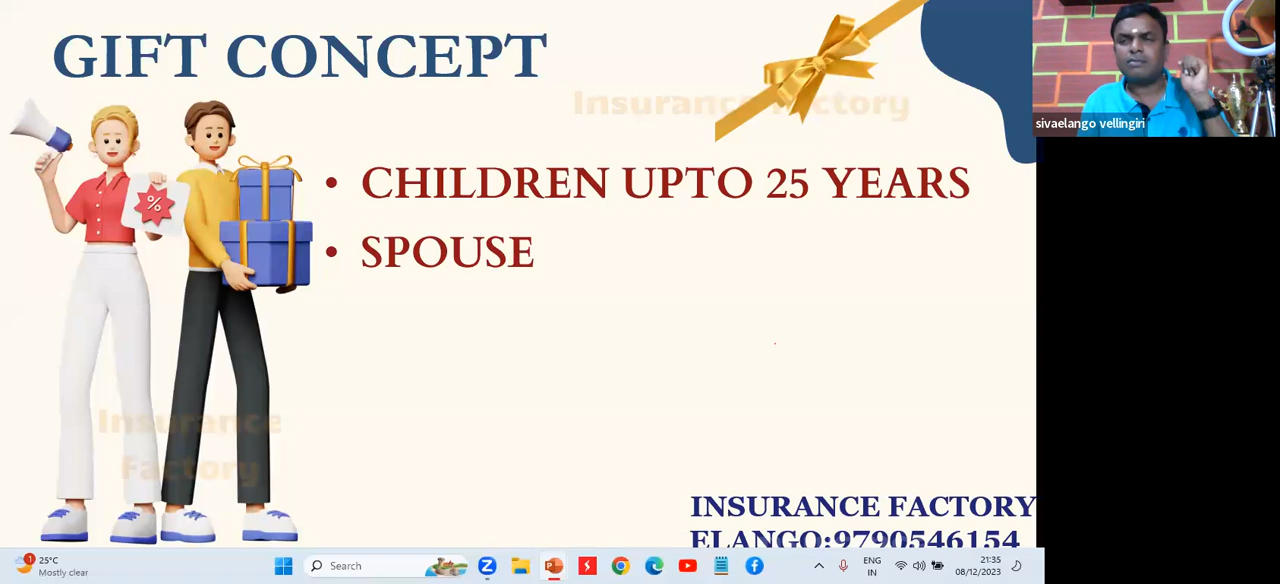 GIFT CONCEPT
Insurance Factory
sivaelango vellingiri
%
• CHILDREN UPTO 25 YEARS
• SPOUSE
Insurance
Factory
INSURANCE FACTORY
ELANGO:9790546154
1
25°C
Mostly clear
Search
ENG
IN
21:35
08/12/2023